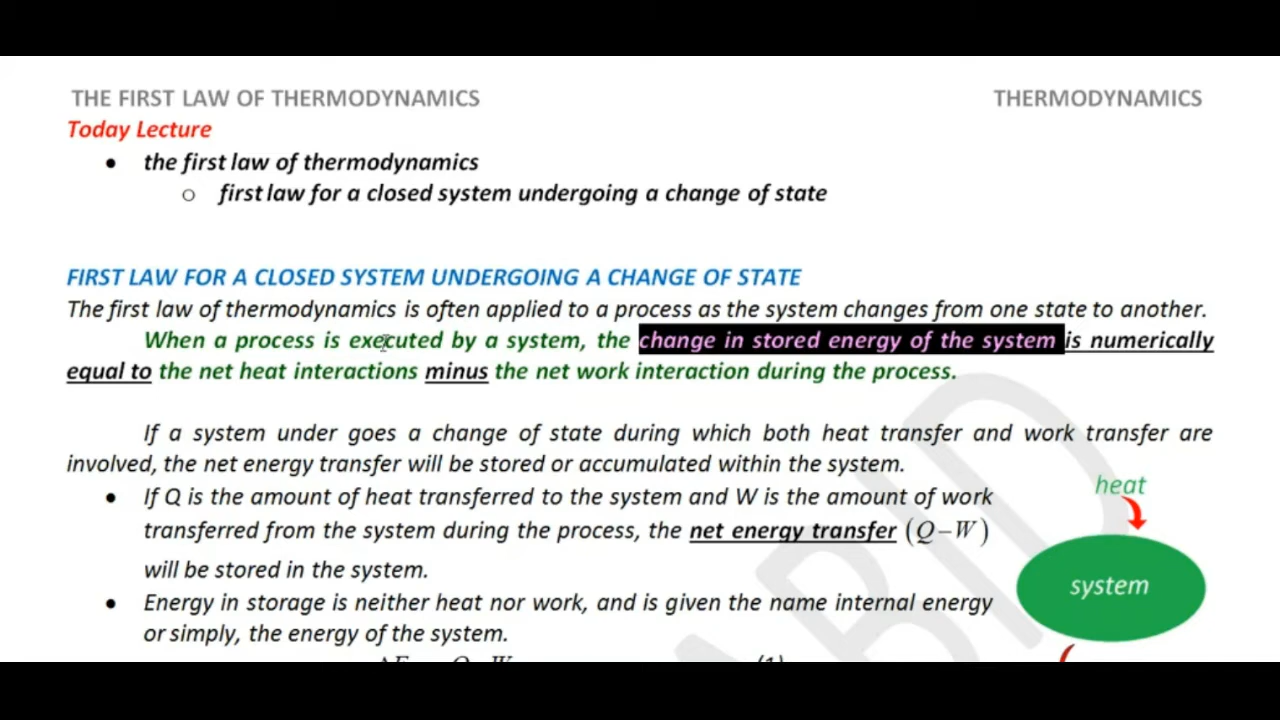 THE FIRST LAW OF THERMODYNAMICS THERMODYNAMICS
Today Lecture
• the first law of thermodynamics
o first law for a closed system undergoing a change of state
FIRST LAW FOR A CLOSED SYSTEM UNDERGOING A CHANGE OF STATE
The first law of thermodynamics is often applied to a process as the system changes from one state to another.
When a process is executed by a system, the change in stored energy of the system is numerically
equal to the net heat interactions minus the net work interaction during the process.
If a system under goes a change of state during which both heat transfer and work transfer are
involved, the net energy transfer will be stored or accumulated within the system.
• If Q is the amount of heat transferred to the system and W is the amount of work
transferred from the system during the process, the net energy transfer (Q−W)
will be stored in the system.
• Energy in storage is neither heat nor work, and is given the name internal energy
or simply, the energy of the system.
heat
system